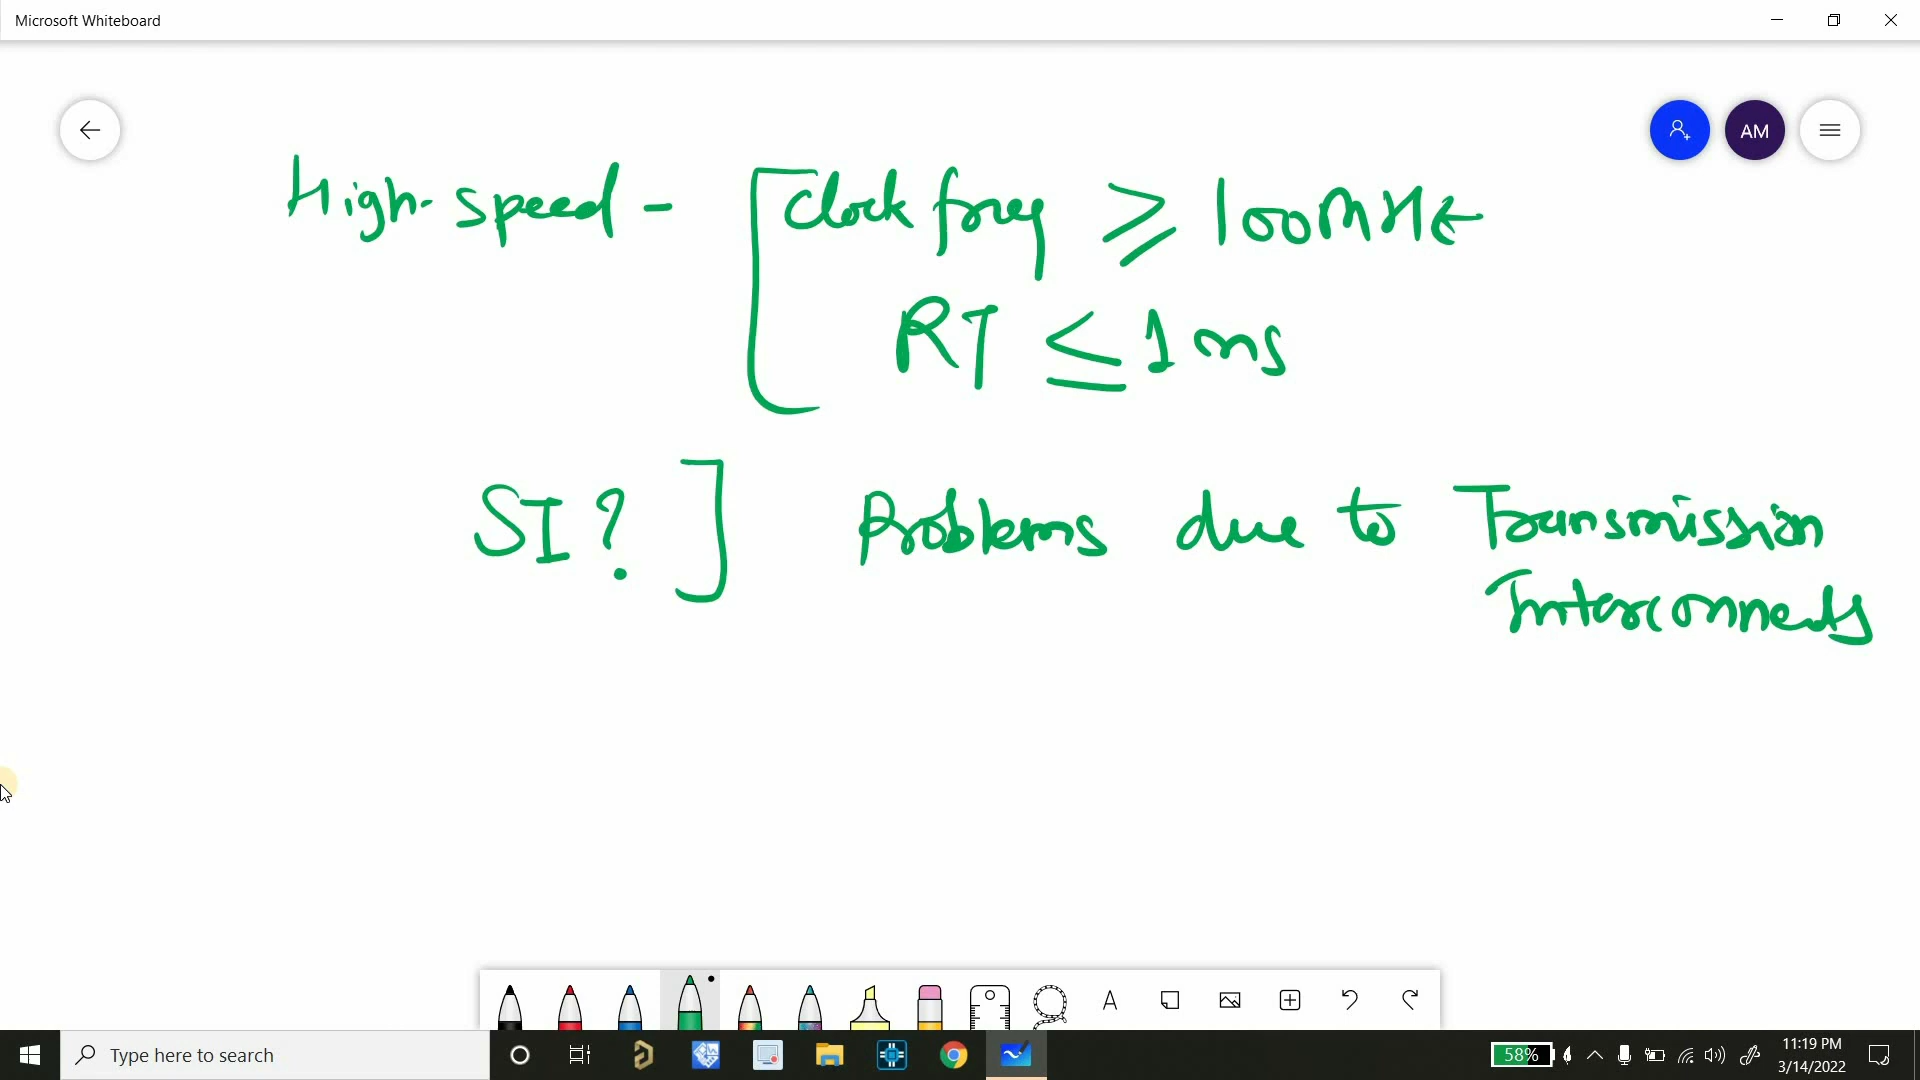 Microsoft Whiteboard
AM
High-speed - [ Clock freq ≥ 100MHz
RT ≤ 1ns
SI? ] Problems due to Transmission
Interconnects
A
Type here to search
58%
11:19 PM
3/14/2022